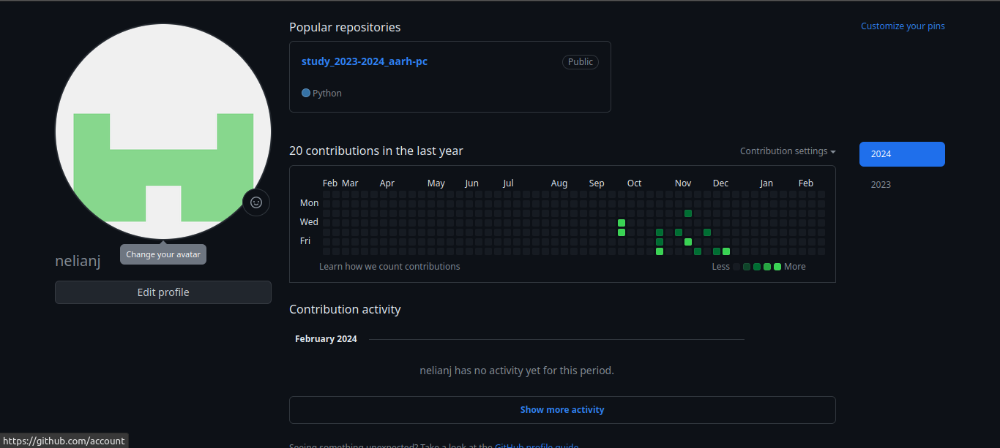 Popular repositories
Customize your pins
study_2023-2024_aarh-pc
Public
Python
20 contributions in the last year
Contribution settings
2024
2023
Feb Mar Apr May Jun Jul Aug Sep Oct Nov Dec Jan Feb
Mon
Wed
Fri
Learn how we count contributions
Less
More
Change your avatar
nelianj
Edit profile
Contribution activity
February 2024
nelianj has no activity yet for this period.
Show more activity
Seeing something unexpected? Take a look at the GitHub profile guide.
https://github.com/account